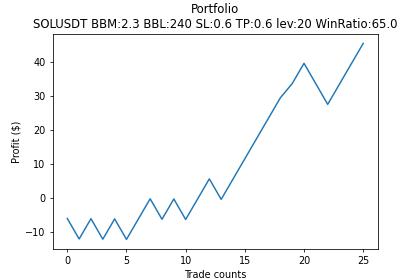 Portfolio
SOLUSDT BBM:2.3 BBL:240 SL:0.6 TP:0.6 lev:20 WinRatio:65.0
40
30
20
10
0
−10
Profit ($)
0 5 10 15 20 25
Trade counts